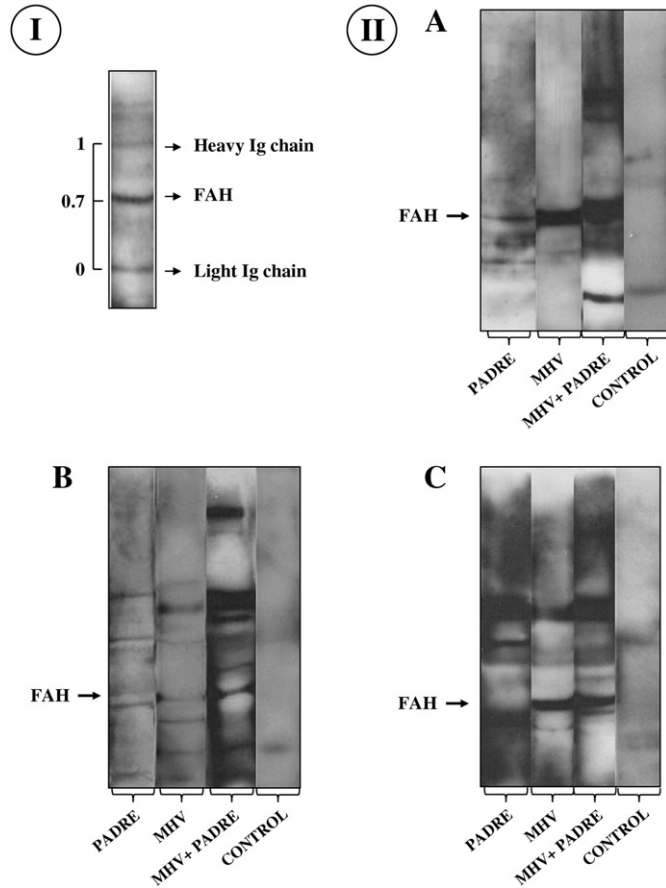 I
1
Heavy Ig chain
0.7
FAH
0
Light Ig chain
II
A
FAH
PADRE
MHV
MHV+ PADRE
CONTROL
B
FAH
PADRE
MHV
MHV+ PADRE
CONTROL
C
FAH
PADRE
MHV
MHV+ PADRE
CONTROL